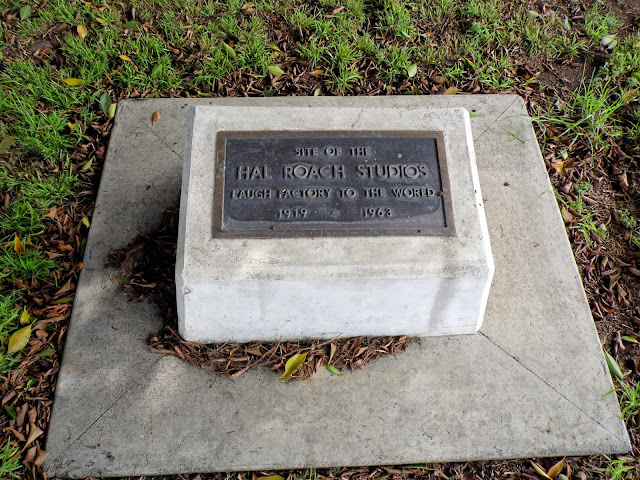 SITE OF THE
HAL ROACH STUDIOS
LAUGH FACTORY TO THE WORLD
1919 1963